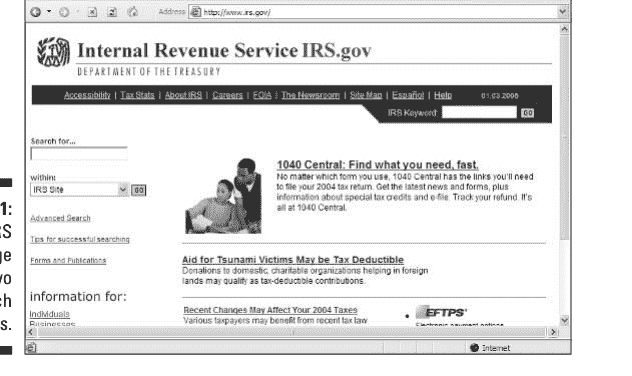 Address http://www.irs.gov/
Internal Revenue Service IRS.gov
DEPARTMENT OF THE TREASURY
Accessibility | Tax Stats | About IRS | Careers | FOIA | The Newsroom | Site Map | Español | Help 01.03.2005
IRS Keyword: GO
Search for...
within:
IRS Site GO
Advanced Search
Tips for successful searching
Forms and Publications
information for:
Individuals
Businesses
1040 Central: Find what you need, fast.
No matter which form you use, 1040 Central has the links you'll need
to file your 2004 tax return. Get the latest news and forms, plus
information about special tax credits and e-file. Track your refund. It's
all at 1040 Central.
Aid for Tsunami Victims May be Tax Deductible
Donations to domestic, charitable organizations helping in foreign
lands may qualify as tax-deductible contributions.
Recent Changes May Affect Your 2004 Taxes
Various taxpayers may benefit from recent tax law
• EFTPS
Electronic payment options
Internet
1:
RS
ge
vo
ch
s.